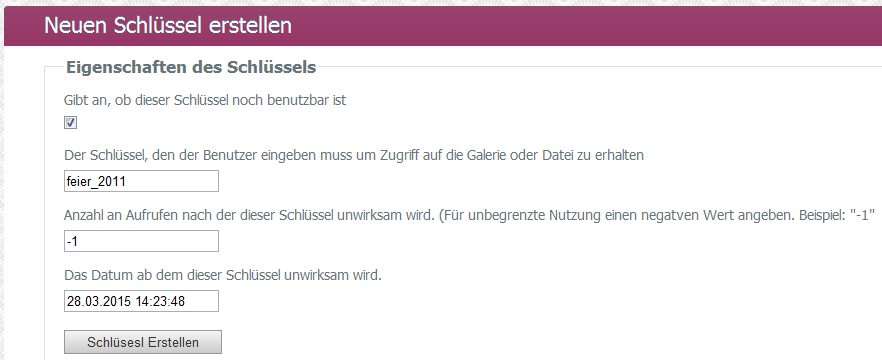 Neuen Schlüssel erstellen
Eigenschaften des Schlüssels
Gibt an, ob dieser Schlüssel noch benutzbar ist
Der Schlüssel, den der Benutzer eingeben muss um Zugriff auf die Galerie oder Datei zu erhalten
feier_2011
Anzahl an Aufrufen nach der dieser Schlüssel unwirksam wird. (Für unbegrenzte Nutzung einen negatven Wert angeben. Beispiel: "-1"
-1
Das Datum ab dem dieser Schlüssel unwirksam wird.
28.03.2015 14:23:48
Schlüsesl Erstellen